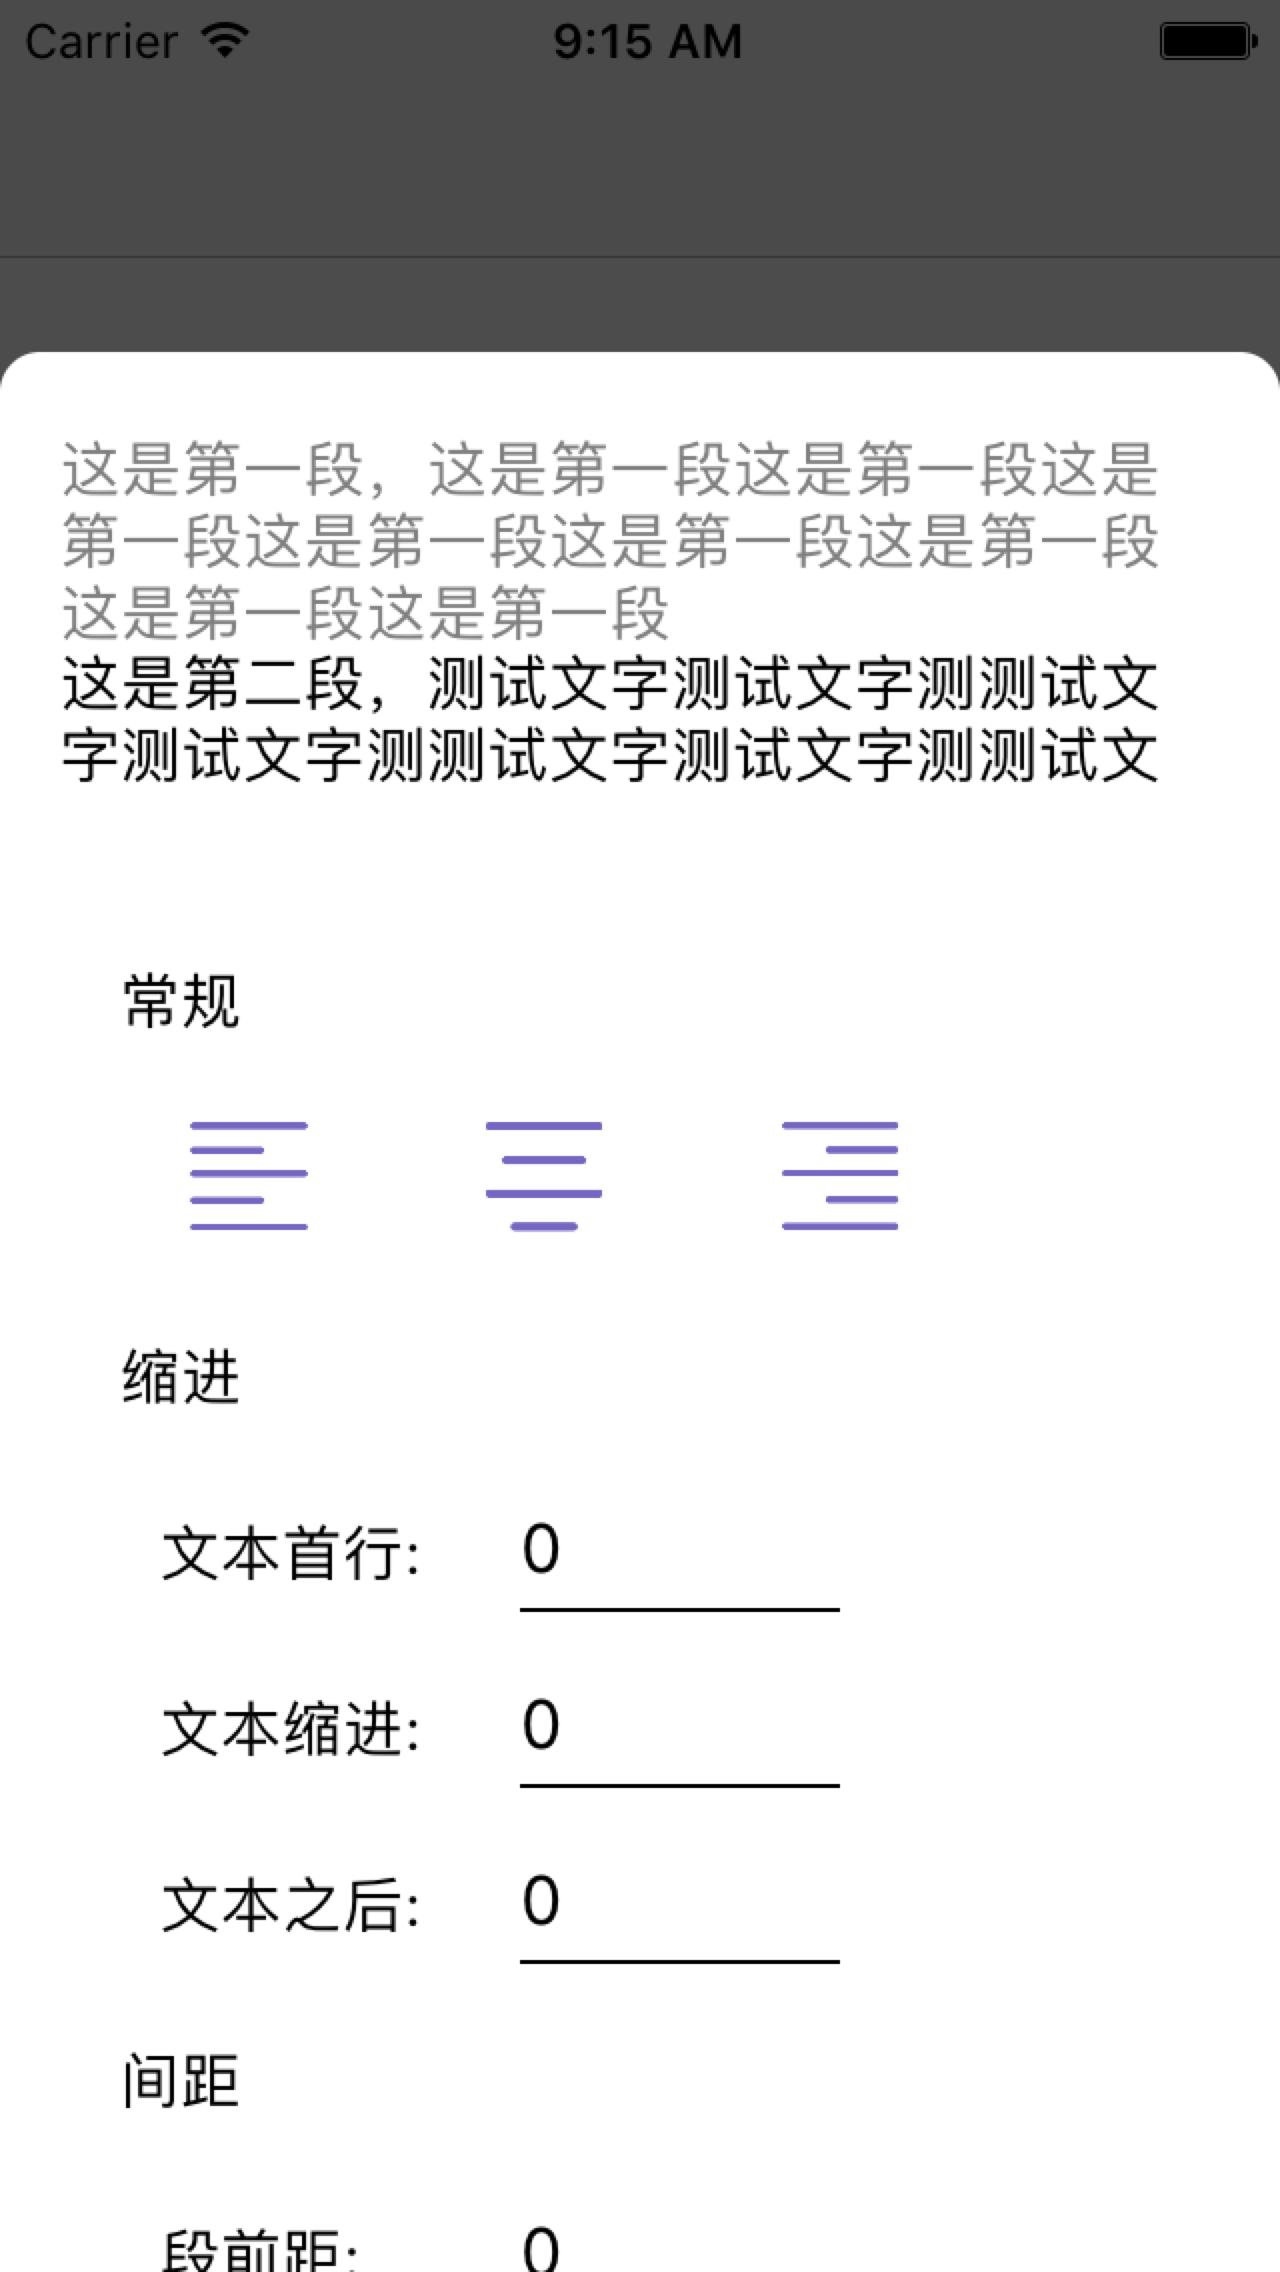 Carrier 9:15 AM
这是第一段，这是第一段这是第一段这是
第一段这是第一段这是第一段这是第一段
这是第一段这是第一段
这是第二段，测试文字测试文字测测试文
字测试文字测测试文字测试文字测测试文
常规
缩进
文本首行: 0
文本缩进: 0
文本之后: 0
间距
段前距: 0